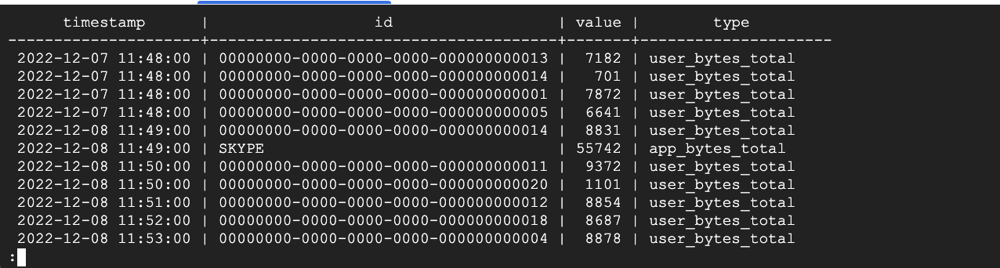 timestamp | id | value | type
---------------------+--------------------------------------+-------+---------------------
2022-12-07 11:48:00 | 00000000-0000-0000-0000-000000000013 | 7182 | user_bytes_total
2022-12-07 11:48:00 | 00000000-0000-0000-0000-000000000014 | 701 | user_bytes_total
2022-12-07 11:48:00 | 00000000-0000-0000-0000-000000000001 | 7872 | user_bytes_total
2022-12-07 11:48:00 | 00000000-0000-0000-0000-000000000005 | 6641 | user_bytes_total
2022-12-08 11:49:00 | 00000000-0000-0000-0000-000000000014 | 8831 | user_bytes_total
2022-12-08 11:49:00 | SKYPE | 55742 | app_bytes_total
2022-12-08 11:50:00 | 00000000-0000-0000-0000-000000000011 | 9372 | user_bytes_total
2022-12-08 11:50:00 | 00000000-0000-0000-0000-000000000020 | 1101 | user_bytes_total
2022-12-08 11:51:00 | 00000000-0000-0000-0000-000000000012 | 8854 | user_bytes_total
2022-12-08 11:52:00 | 00000000-0000-0000-0000-000000000018 | 8687 | user_bytes_total
2022-12-08 11:53:00 | 00000000-0000-0000-0000-000000000004 | 8878 | user_bytes_total
: